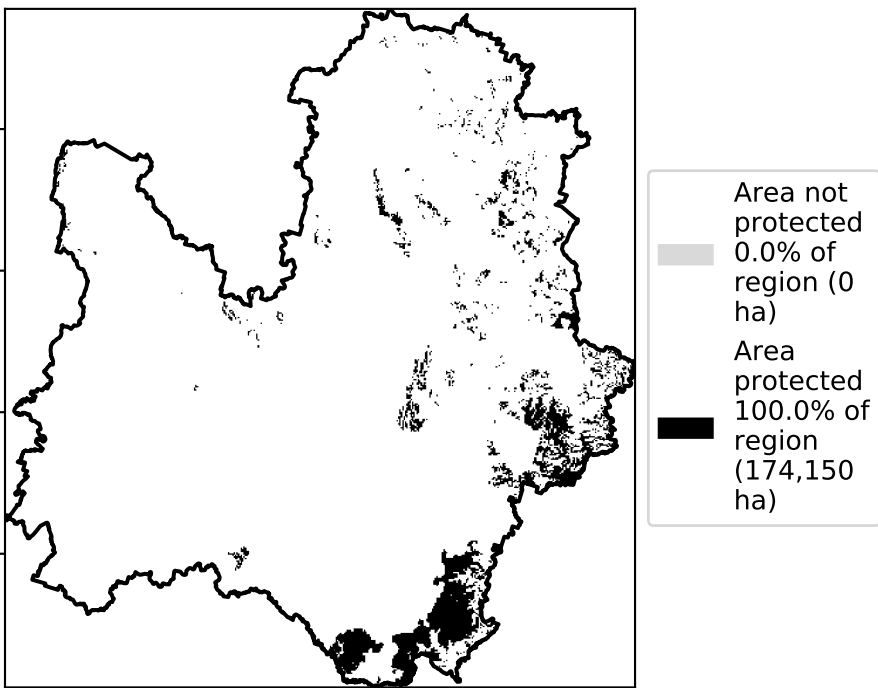 Area not
protected
0.0% of
region (0
ha)
Area
protected
100.0% of
region
(174,150
ha)